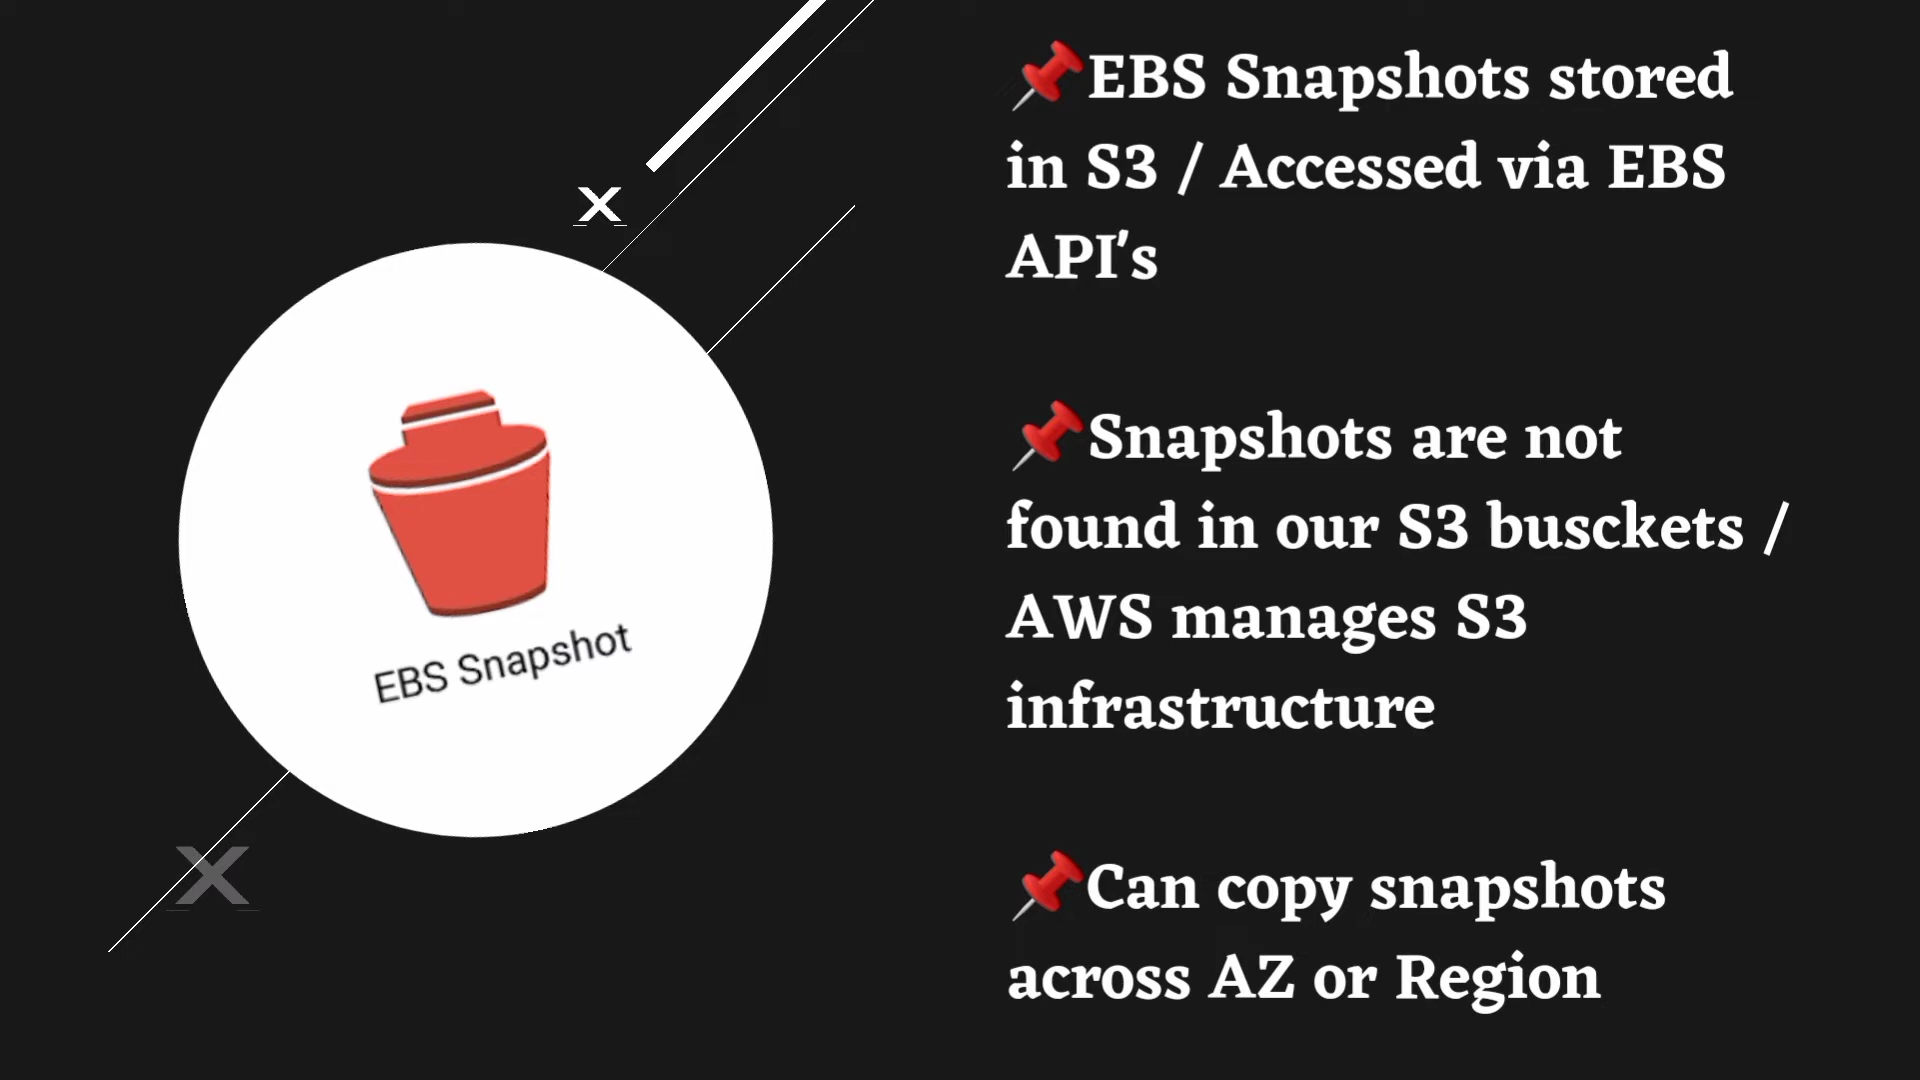 📌EBS Snapshots stored
in S3 / Accessed via EBS
API's
📌Snapshots are not
found in our S3 busckets /
AWS manages S3
infrastructure
📌Can copy snapshots
across AZ or Region
X
EBS Snapshot
X